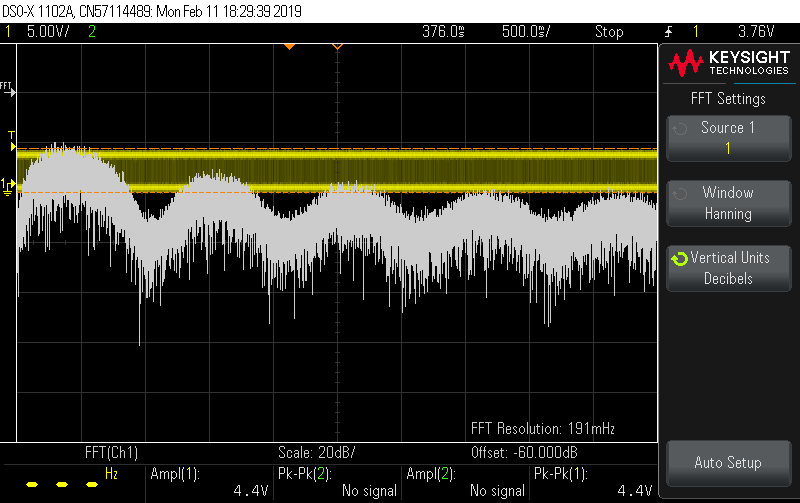 DSO-X 1102A, CN57114489: Mon Feb 11 18:29:39 2019
1 5.00V/ 2 376.0ms 500.0ms/ Stop 1 3.76V
KEYSIGHT
TECHNOLOGIES
FFT Settings
Source 1
1
Window
Hanning
Vertical Units
Decibels
FFT
T
1
FFT Resolution: 191mHz
FFT(Ch1) Scale: 20dB/ Offset: -60.000dB
Hz Ampl(1): Pk-Pk(2): Ampl(2): Pk-Pk(1):
4.4V No signal No signal 4.4V
Auto Setup